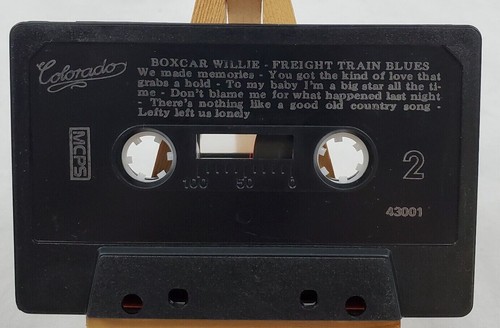 Colorado
BOXCAR WILLIE - FREIGHT TRAIN BLUES
We made memories - You got the kind of love that
grabs a hold - To my baby I'm a big star all the ti-
me - Don't blame me for what happened last night
- There's nothing like a good old country song -
Lefty left us lonely
MCPS
2
100 50 0
43001